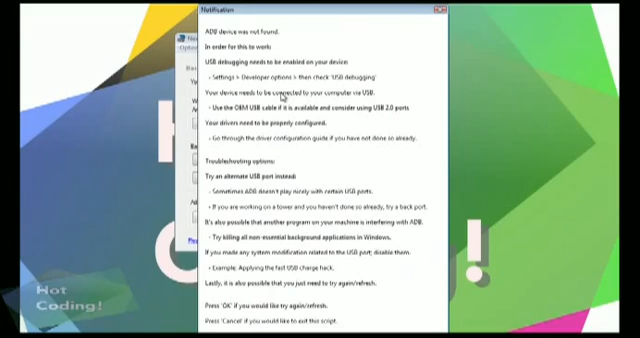 Notification
ADB device was not found.
In order for this to work:
USB debugging needs to be enabled on your device:
- Settings > Developer options > then check 'USB debugging'
Your device needs to be connected to your computer via USB.
- Use the OEM USB cable if it is available and consider using USB 2.0 ports
Your drivers need to be properly configured.
- Go through the driver configuration guide if you have not done so already.
Troubleshooting options:
Try an alternate USB port instead:
- Sometimes ADB doesn't play nicely with certain USB ports.
- If you are working on a tower and you haven't done so already, try a back port.
It's also possible that another program on your machine is interfering with ADB.
- Try killing all non-essential background applications in Windows.
If you made any system modification related to the USB port; disable them.
- Example: Applying the fast USB charge hack.
Lastly, it is also possible that you just need to try again/refresh.
Press 'OK' if you would like try again/refresh.
Press 'Cancel' if you would like to exit this script.
Hot
Coding!